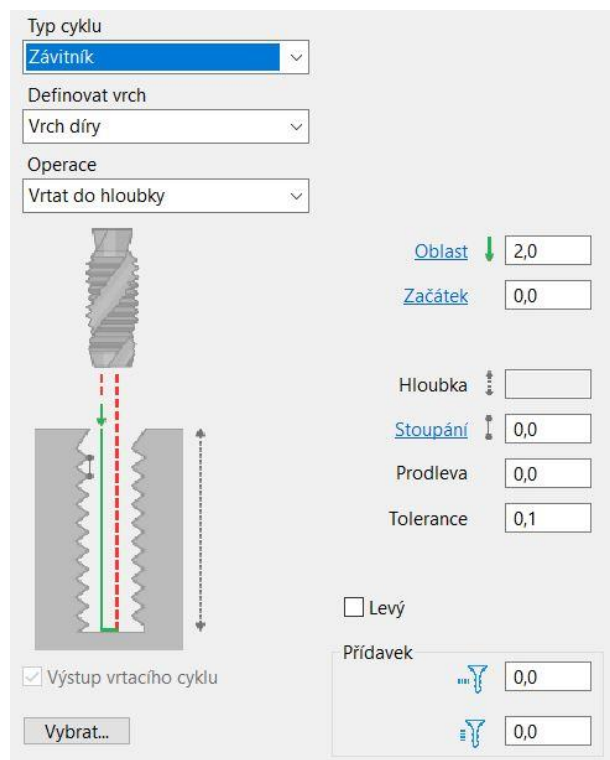 Typ cyklu
Závitník
Definovat vrch
Vrch díry
Operace
Vrtat do hloubky
Oblast 2,0
Začátek 0,0
Hloubka
Stoupání 0,0
Prodleva 0,0
Tolerance 0,1
Levý
Přídavek
0,0
Výstup vrtacího cyklu
Vybrat...
0,0